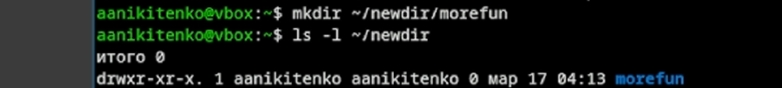 aanikitenko@vbox:~$ mkdir ~/newdir/morefun
aanikitenko@vbox:~$ ls -l ~/newdir
итого 0
drwxr-xr-x. 1 aanikitenko aanikitenko 0 мар 17 04:13 morefun